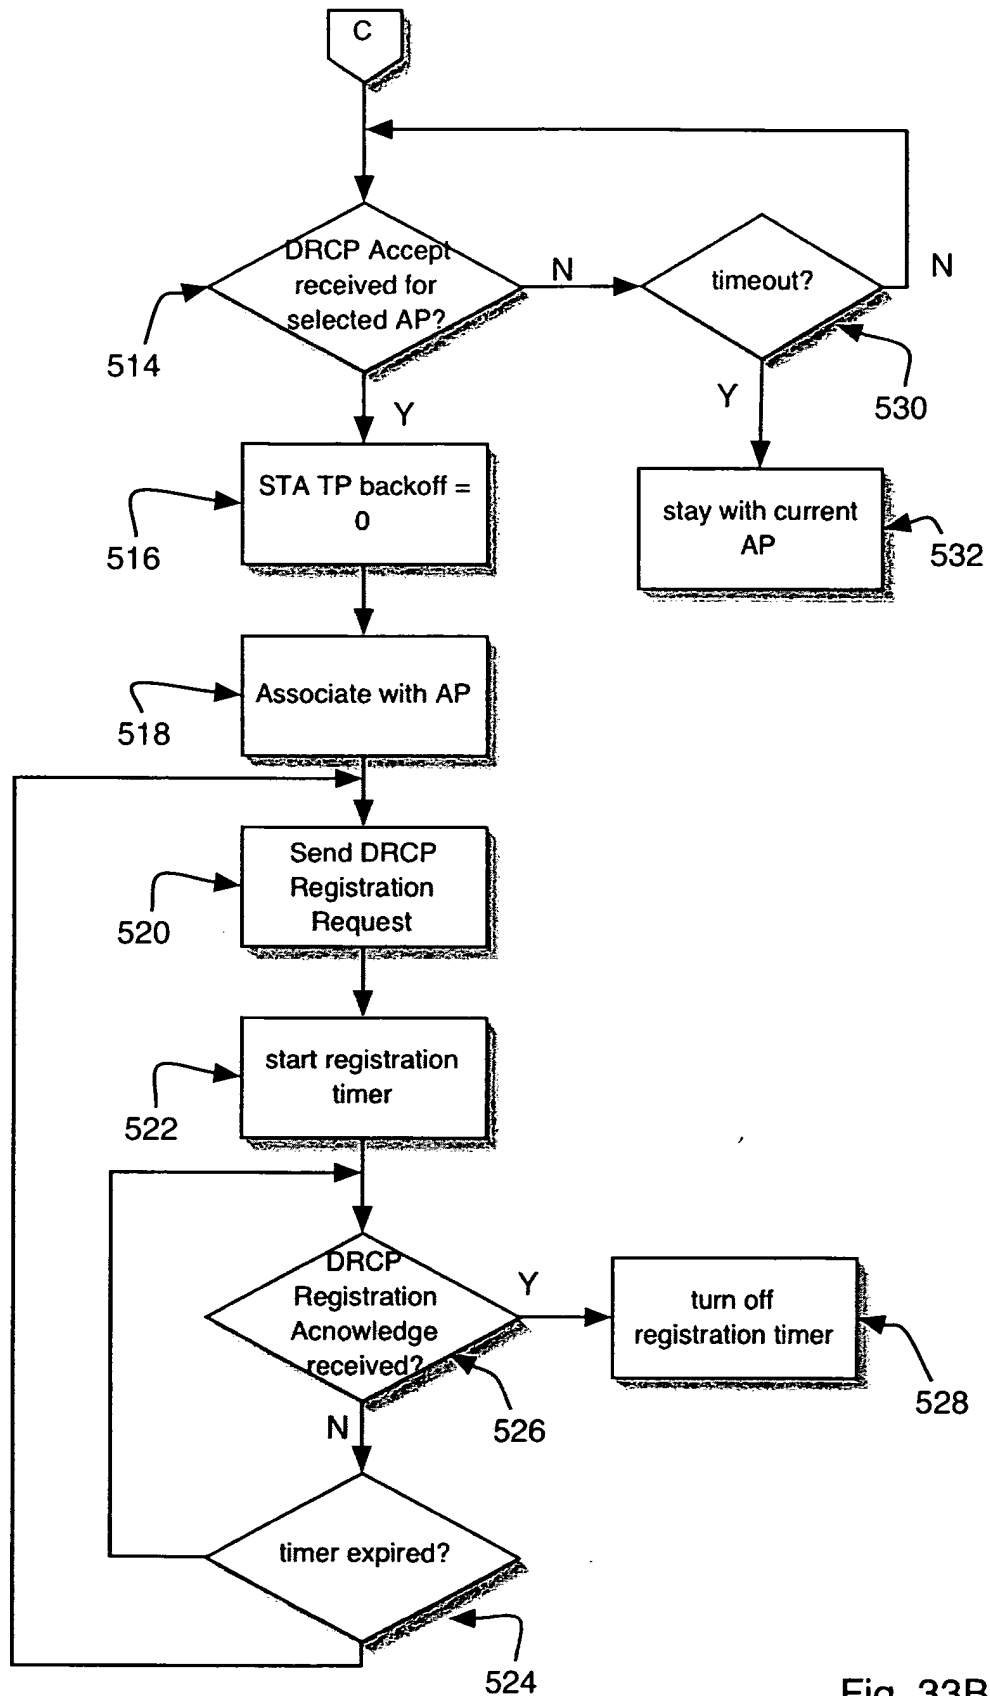 C
DRCP Accept
received for
selected AP?
N
timeout?
N
514
Y
Y
530
STA TP backoff =
0
516
stay with current
AP
532
Associate with AP
518
Send DRCP
Registration
Request
520
start registration
timer
522
DRCP
Registration
Acnowledge
received?
Y
turn off
registration timer
526
528
N
timer expired?
524
Fig. 33B